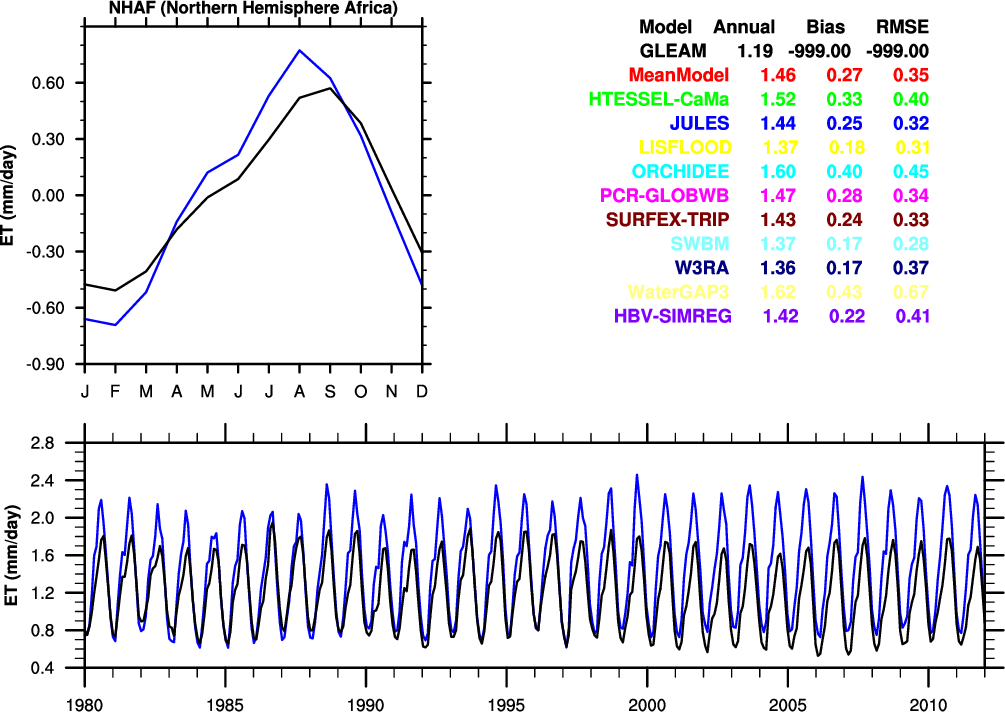 NHAF (Northern Hemisphere Africa)
ET (mm/day)
0.60
0.30
0.00
-0.30
-0.60
-0.90
J F M A M J J A S O N D
Model Annual Bias RMSE
GLEAM 1.19 -999.00 -999.00
MeanModel 1.46 0.27 0.35
HTESSEL-CaMa 1.52 0.33 0.40
JULES 1.44 0.25 0.32
LISFLOOD 1.37 0.18 0.31
ORCHIDEE 1.60 0.40 0.45
PCR-GLOBWB 1.47 0.28 0.34
SURFEX-TRIP 1.43 0.24 0.33
SWBM 1.37 0.17 0.28
W3RA 1.36 0.17 0.37
WaterGAP3 1.62 0.43 0.67
HBV-SIMREG 1.42 0.22 0.41
ET (mm/day)
2.8
2.4
2.0
1.6
1.2
0.8
0.4
1980 1985 1990 1995 2000 2005 2010